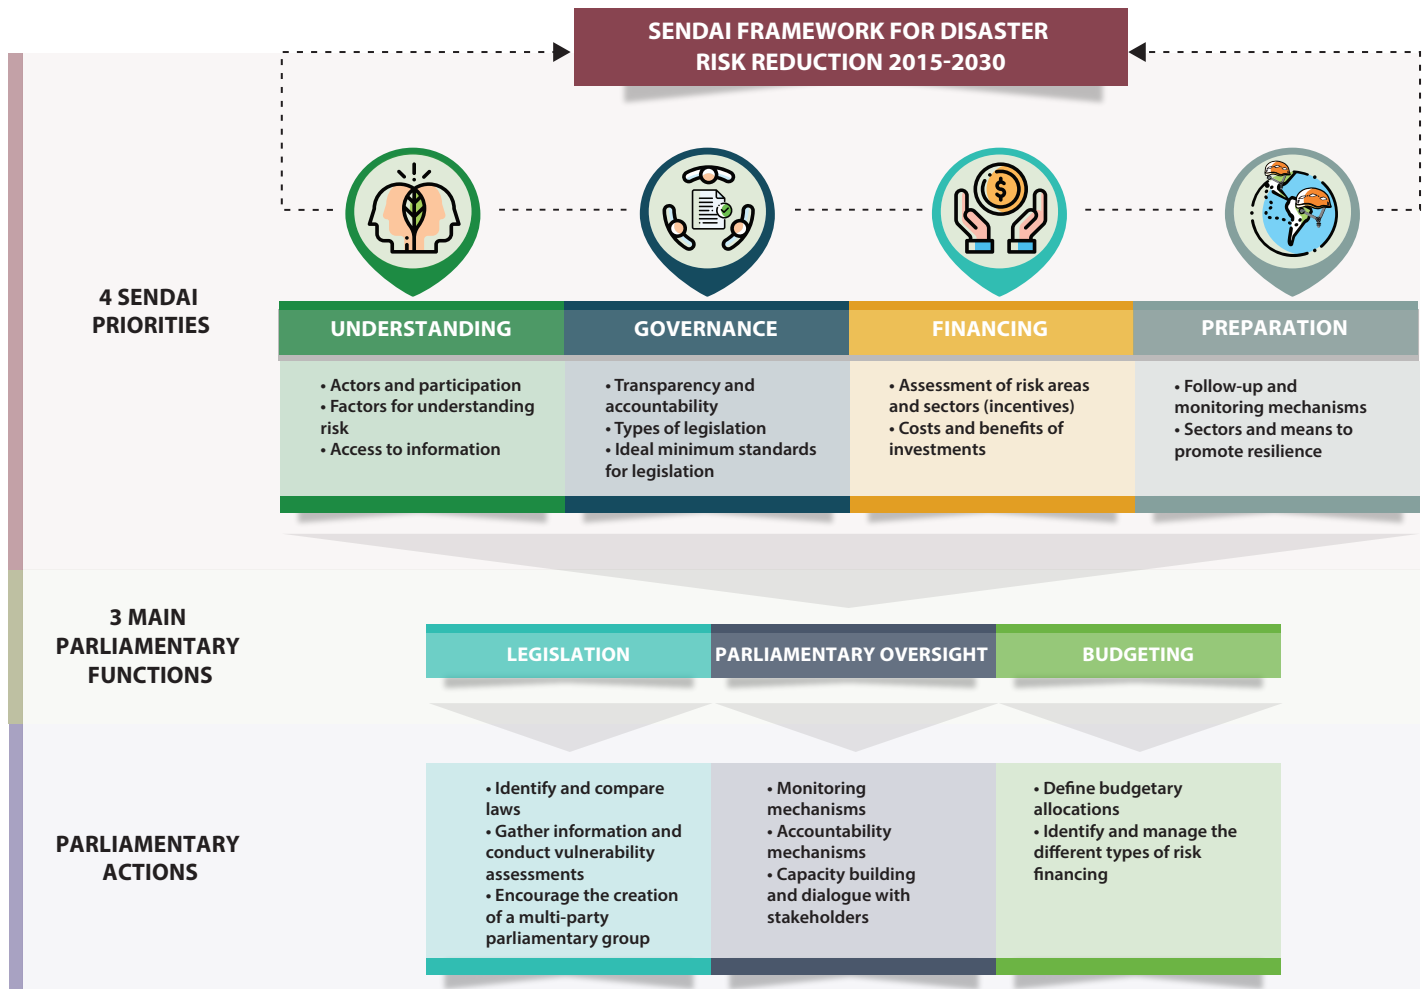 SENDAI FRAMEWORK FOR DISASTER
RISK REDUCTION 2015-2030
$
4 SENDAI
PRIORITIES
UNDERSTANDING
• Actors and participation
• Factors for understanding
risk
• Access to information
GOVERNANCE
• Transparency and
accountability
• Types of legislation
• Ideal minimum standards
for legislation
FINANCING
• Assessment of risk areas
and sectors (incentives)
• Costs and benefits of
investments
PREPARATION
• Follow-up and
monitoring mechanisms
• Sectors and means to
promote resilience
3 MAIN
PARLIAMENTARY
FUNCTIONS
LEGISLATION
PARLIAMENTARY OVERSIGHT
BUDGETING
PARLIAMENTARY
ACTIONS
• Identify and compare
laws
• Gather information and
conduct vulnerability
assessments
• Encourage the creation
of a multi-party
parliamentary group
• Monitoring
mechanisms
• Accountability
mechanisms
• Capacity building
and dialogue with
stakeholders
• Define budgetary
allocations
• Identify and manage the
different types of risk
financing